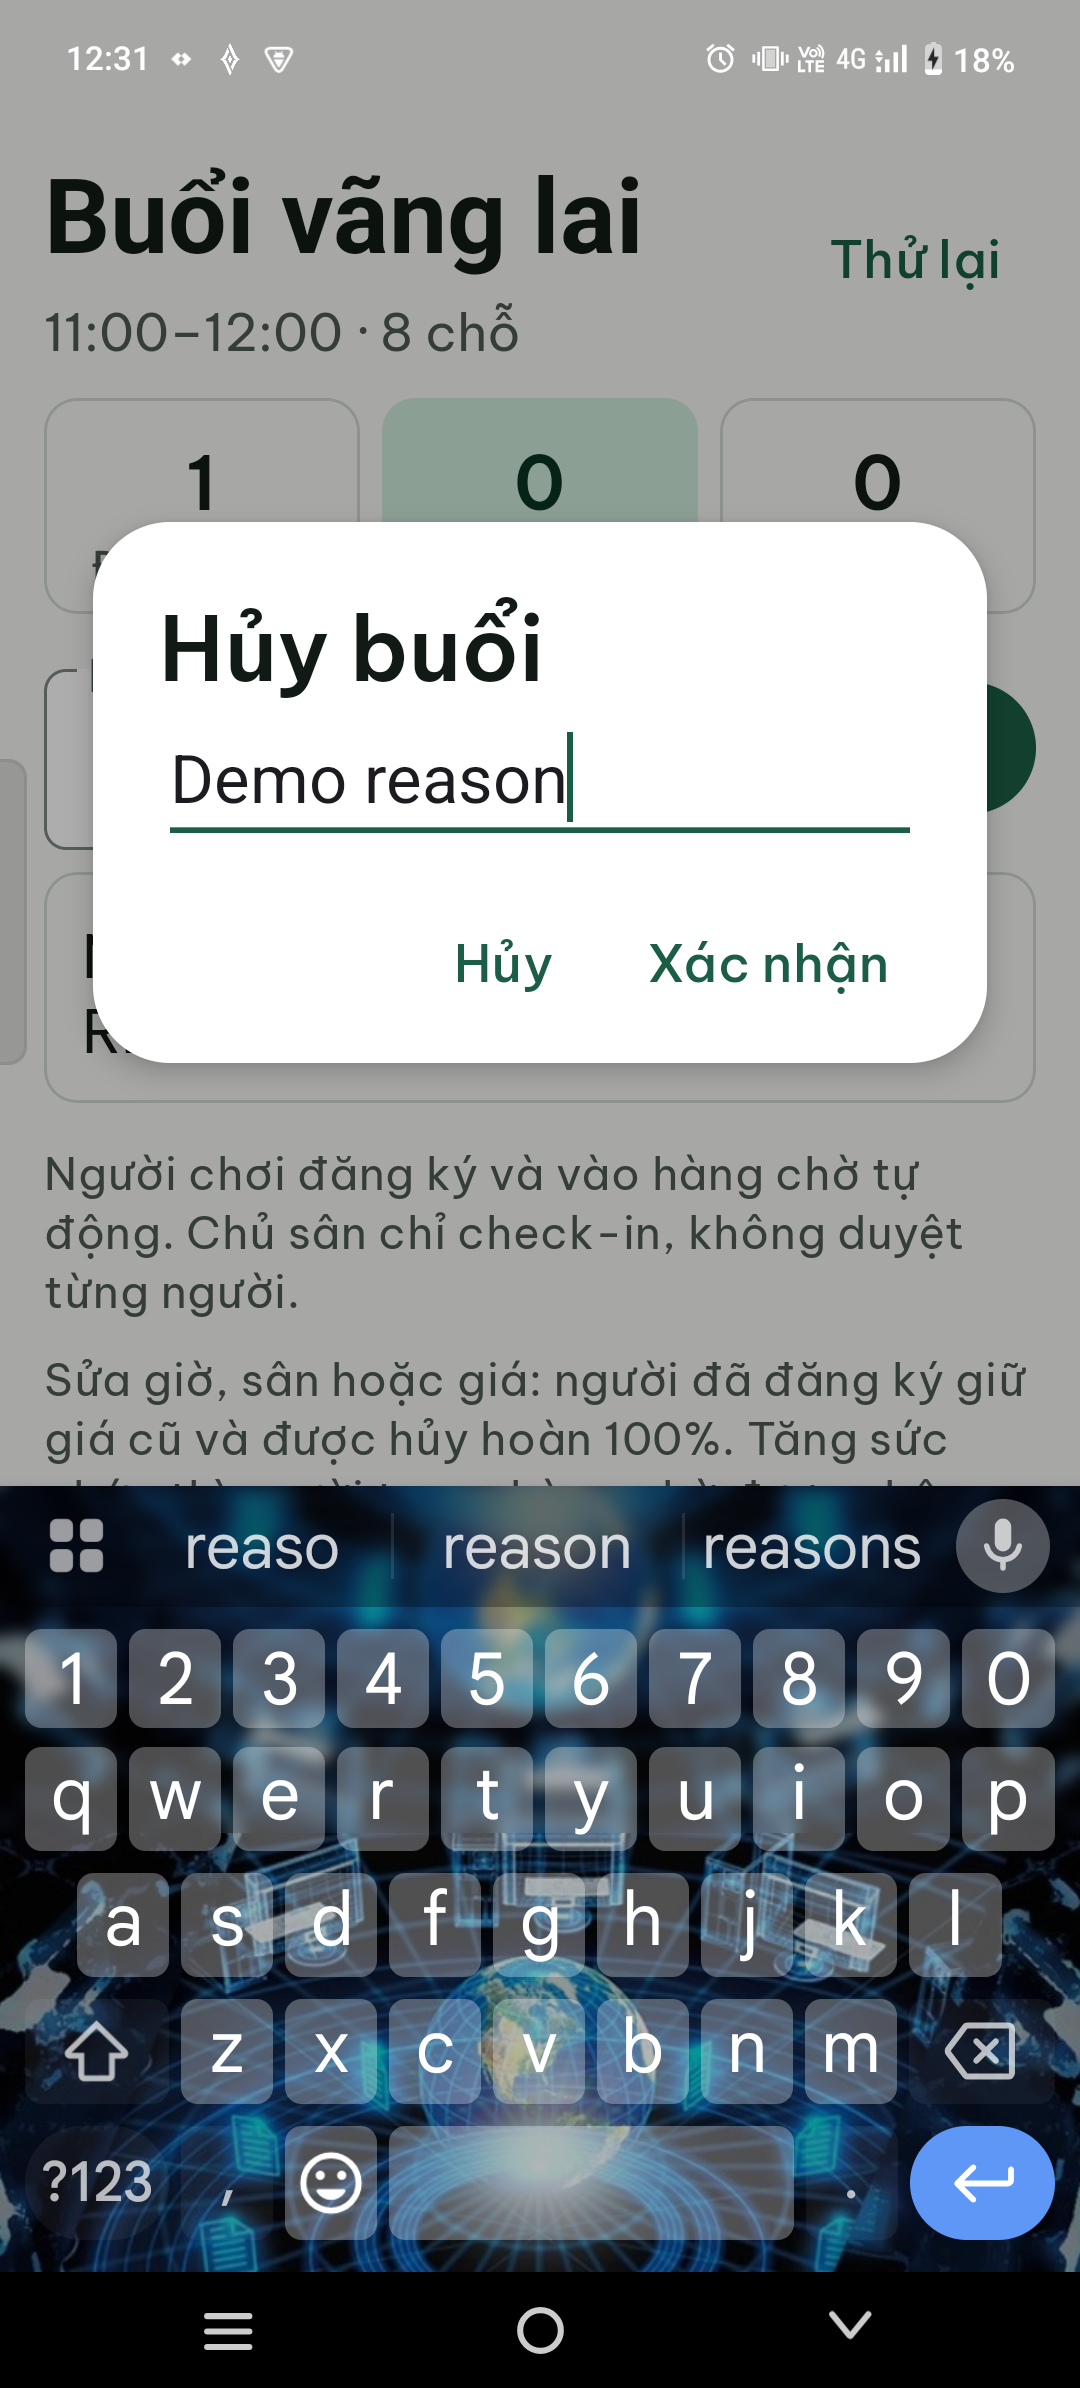 12:31 4G 18%
Buổi vãng lai
Thử lại
11:00–12:00 · 8 chỗ
1 0 0
Hủy buổi
Demo reason
Hủy Xác nhận
Người chơi đăng ký và vào hàng chờ tự
động. Chủ sân chỉ check-in, không duyệt
từng người.
Sửa giờ, sân hoặc giá: người đã đăng ký giữ
giá cũ và được hủy hoàn 100%. Tăng sức
reaso reason reasons
1 2 3 4 5 6 7 8 9 0
q w e r t y u i o p
a s d f g h j k l
z x c v b n m
?123 , .